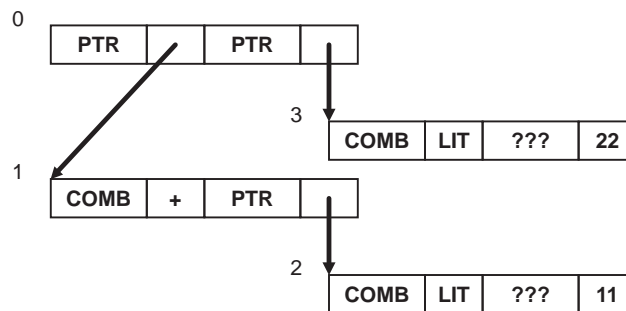 0
PTR PTR
3
COMB LIT ??? 22
1
COMB + PTR
2
COMB LIT ??? 11